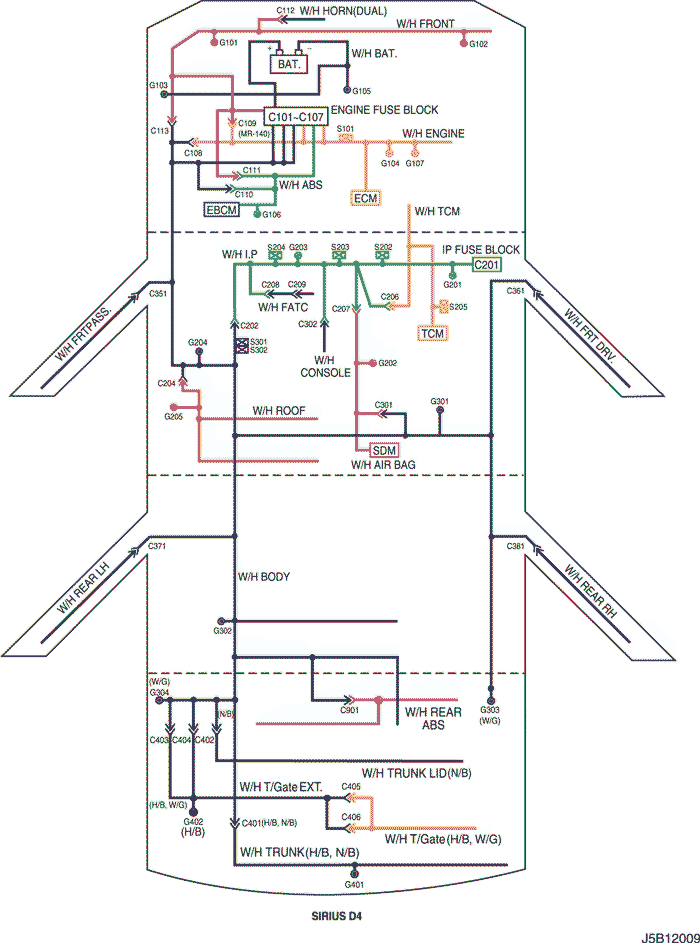 C112
W/H HORN(DUAL)
W/H FRONT
G101
G102
+ -
W/H BAT.
BAT.
G103
G105
ENGINE FUSE BLOCK
C101~C107
C109
(MR-140)
C113
S101
W/H ENGINE
C108
G104
G107
C111
W/H ABS
C110
ECM
EBCM
G106
W/H TCM
W/H I.P
S204
G203
S203
S202
IP FUSE BLOCK
C201
G201
C351
C208
C209
W/H FATC
C207
C206
S205
C361
W/H FRTPASS.
C202
C302
TCM
W/H FRT DRV.
G204
S301
S302
W/H
CONSOLE
G202
C204
G205
W/H ROOF
C301
G301
SDM
W/H AIR BAG
C371
C381
W/H REAR LH
W/H BODY
W/H REAR RH
G302
(W/G)
G304
(N/B)
C901
W/H REAR
ABS
G303
(W/G)
C403
C404
C402
W/H TRUNK LID(N/B)
W/H T/Gate EXT.
C405
(H/B, W/G)
G402
(H/B)
C401(H/B, N/B)
C406
W/H T/Gate(H/B, W/G)
W/H TRUNK(H/B, N/B)
G401
SIRIUS D4
J5B12009